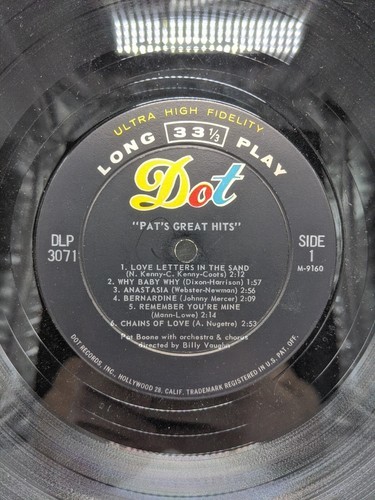 ULTRA HIGH FIDELITY
LONG 33 1/3 PLAY
Dot
"PAT'S GREAT HITS"
DLP
3071
SIDE
1
M-9160
1. LOVE LETTERS IN THE SAND
(N. Kenny-C. Kenny-Coots) 2:12
2. WHY BABY WHY (Dixon-Harrison) 1:57
3. ANASTASIA (Webster-Newman) 2:56
4. BERNARDINE (Johnny Mercer) 2:09
5. REMEMBER YOU'RE MINE
(Mann-Lowe) 2:14
6. CHAINS OF LOVE (A. Nugetre) 2:53
Pat Boone with orchestra & chorus
directed by Billy Vaughn
DOT RECORDS, INC., HOLLYWOOD 28, CALIF. TRADEMARK REGISTERED IN U.S. PAT. OFF.